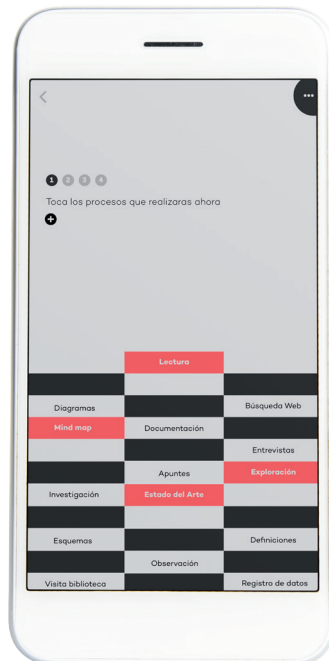 1 2 3 4
Toca los procesos que realizaras ahora
Lectura
Diagramas
Búsqueda Web
Mind map
Documentación
Entrevistas
Apuntes
Exploración
Investigación
Estado del Arte
Esquemas
Definiciones
Observación
Visita biblioteca
Registro de datos